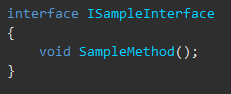 interface ISampleInterface
{
    void SampleMethod();
}